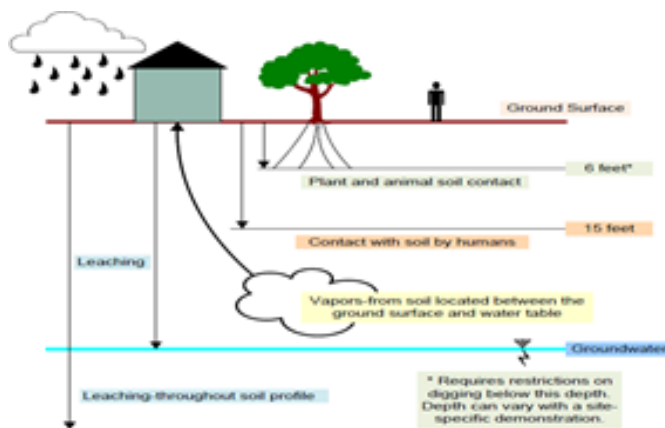 Ground Surface
6 feet*
Plant and animal soil contact
15 feet
Contact with soil by humans
Leaching
Vapors-from soil located between the
ground surface and water table
Groundwater
Leaching-throughout soil profile
* Requires restrictions on
digging below this depth.
Depth can vary with a site-
specific demonstration.